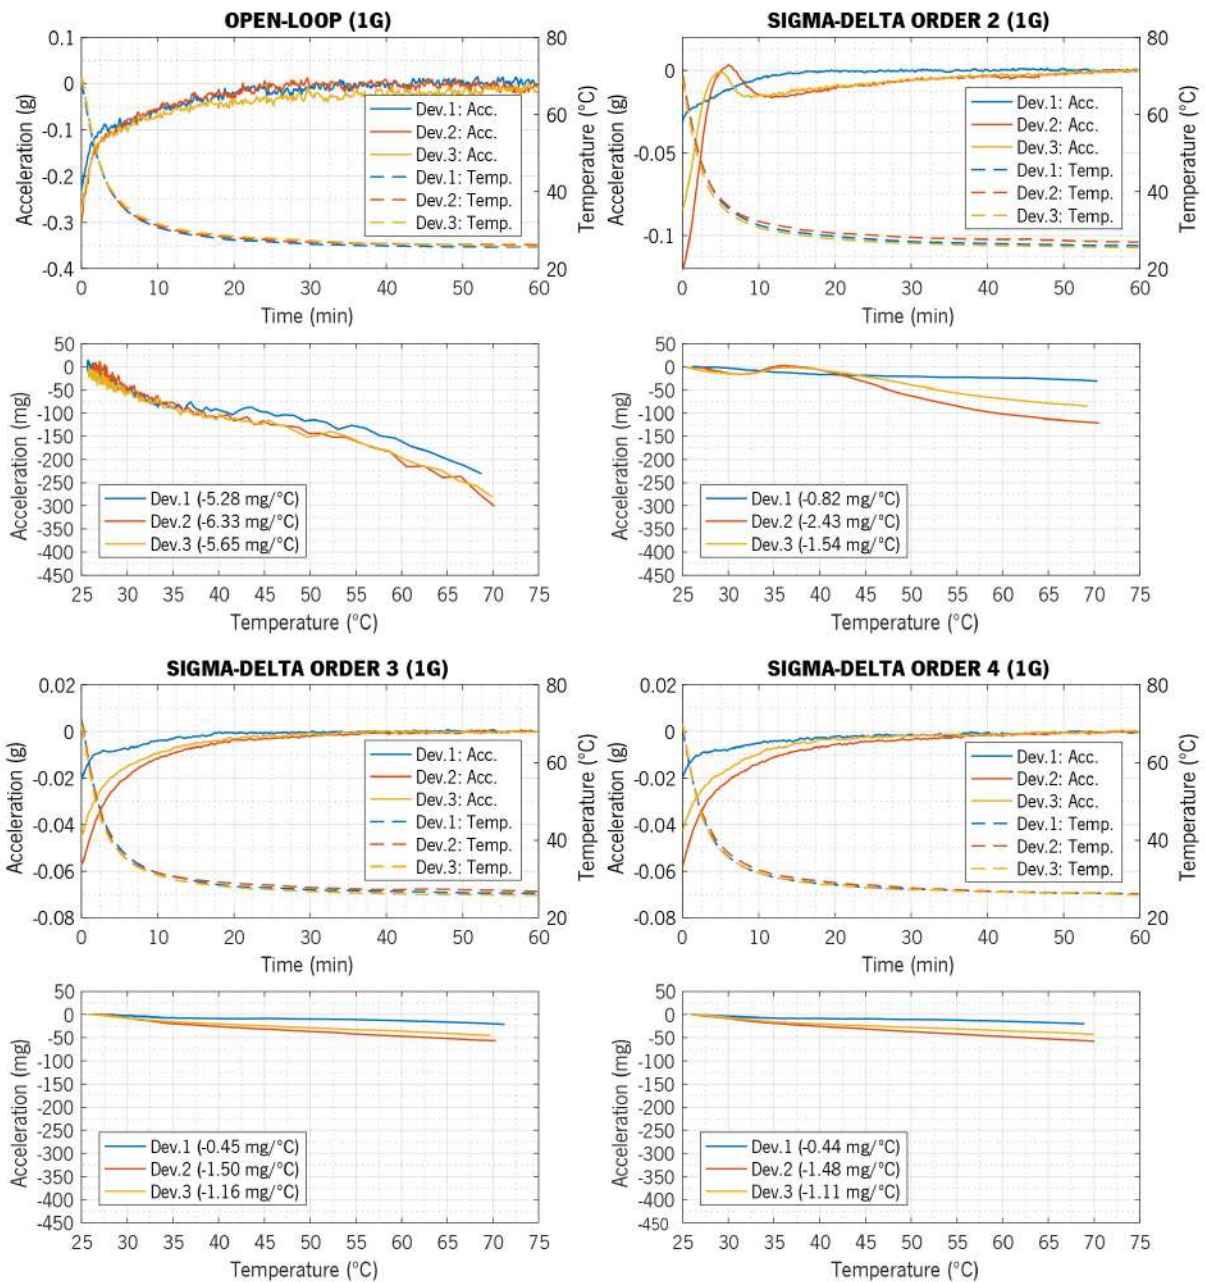 OPEN-LOOP (1G)
0.1
0
-0.1
-0.2
-0.3
-0.4
Acceleration (g)
80
60
40
20
Temperature (°C)
0 10 20 30 40 50 60
Time (min)
Dev.1: Acc.
Dev.2: Acc.
Dev.3: Acc.
Dev.1: Temp.
Dev.2: Temp.
Dev.3: Temp.
50
0
-50
-100
-150
-200
-250
-300
-350
-400
-450
Acceleration (mg)
Dev.1 (-5.28 mg/°C)
Dev.2 (-6.33 mg/°C)
Dev.3 (-5.65 mg/°C)
25 30 35 40 45 50 55 60 65 70 75
Temperature (°C)
SIGMA-DELTA ORDER 2 (1G)
0
-0.05
-0.1
Acceleration (g)
80
60
40
20
Temperature (°C)
0 10 20 30 40 50 60
Time (min)
Dev.1: Acc.
Dev.2: Acc.
Dev.3: Acc.
Dev.1: Temp.
Dev.2: Temp.
Dev.3: Temp.
50
0
-50
-100
-150
-200
-250
-300
-350
-400
-450
Acceleration (mg)
Dev.1 (-0.82 mg/°C)
Dev.2 (-2.43 mg/°C)
Dev.3 (-1.54 mg/°C)
25 30 35 40 45 50 55 60 65 70 75
Temperature (°C)
SIGMA-DELTA ORDER 3 (1G)
0.02
0
-0.02
-0.04
-0.06
-0.08
Acceleration (g)
80
60
40
20
Temperature (°C)
0 10 20 30 40 50 60
Time (min)
Dev.1: Acc.
Dev.2: Acc.
Dev.3: Acc.
Dev.1: Temp.
Dev.2: Temp.
Dev.3: Temp.
50
0
-50
-100
-150
-200
-250
-300
-350
-400
-450
Acceleration (mg)
Dev.1 (-0.45 mg/°C)
Dev.2 (-1.50 mg/°C)
Dev.3 (-1.16 mg/°C)
25 30 35 40 45 50 55 60 65 70 75
Temperature (°C)
SIGMA-DELTA ORDER 4 (1G)
0.02
0
-0.02
-0.04
-0.06
-0.08
Acceleration (g)
80
60
40
20
Temperature (°C)
0 10 20 30 40 50 60
Time (min)
Dev.1: Acc.
Dev.2: Acc.
Dev.3: Acc.
Dev.1: Temp.
Dev.2: Temp.
Dev.3: Temp.
50
0
-50
-100
-150
-200
-250
-300
-350
-400
-450
Acceleration (mg)
Dev.1 (-0.44 mg/°C)
Dev.2 (-1.48 mg/°C)
Dev.3 (-1.11 mg/°C)
25 30 35 40 45 50 55 60 65 70 75
Temperature (°C)